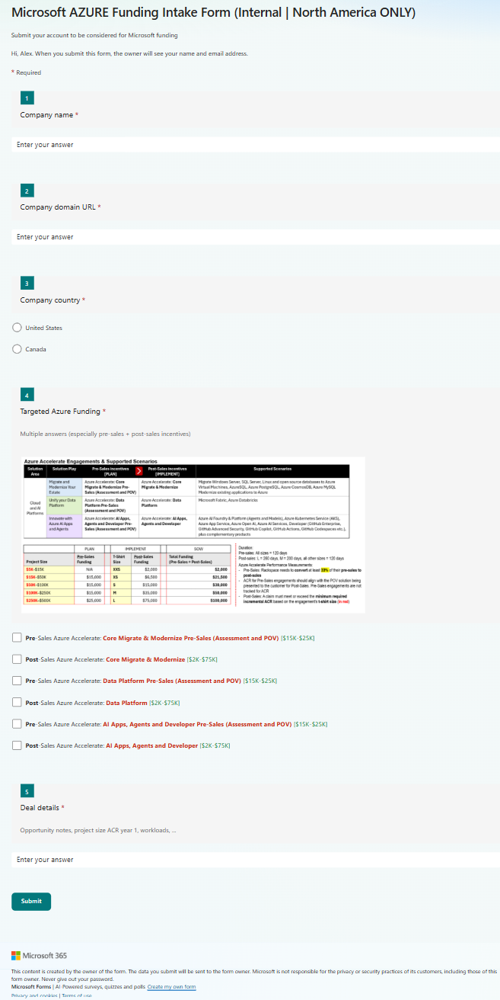 Microsoft AZURE Funding Intake Form (Internal | North America ONLY)
Submit your account to be considered for Microsoft funding
Hi, Alex. When you submit this form, the owner will see your name and email address.
* Required
1
Company name *
Enter your answer
2
Company domain URL *
Enter your answer
3
Company country *
United States
Canada
4
Targeted Azure Funding *
Multiple answers (especially pre-sales + post-sales incentives)
Azure Accelerate Engagements & Supported Scenarios
Solution Area
Solution Play
Pre-Sales Incentives [PLAN]
Post-Sales Incentives [IMPLEMENT]
Supported Scenarios
Cloud and AI Platforms
Migrate and Modernize Your Estate
Azure Accelerate: Core Migrate & Modernize Pre-Sales (Assessment and POV)
Azure Accelerate: Core Migrate & Modernize
Migrate Windows Server, SQL Server, Linux and open source databases to Azure
Virtual Machines, AzureSQL, Azure PostgreSQL, Azure CosmosDB, Azure MySQL
Modernize existing applications to Azure
Unify your Data Platform
Azure Accelerate: Data Platform Pre-Sales (Assessment and POV)
Azure Accelerate: Data Platform
Microsoft Fabric, Azure Databricks
Innovate with Azure AI Apps and Agents
Azure Accelerate: AI Apps, Agents and Developer Pre-Sales (Assessment and POV)
Azure Accelerate: AI Apps, Agents and Developer
Azure AI Foundry & Platform (Agents and Models), Azure Kubernetes Service (AKS),
Azure App Service, Azure Open AI, Azure AI Services, Developer (GitHub Enterprise,
GitHub Advanced Security, GitHub Copilot, GitHub Actions, GitHub Codespaces etc.),
plus complementary products
PLAN
IMPLEMENT
SOW
Project Size
Pre-Sales Funding
T-Shirt Size
Post-Sales Funding
Total Funding (Pre-Sales + Post-Sales)
$5K-$15K N/A XXS $2,000 $2,000
$15K-$50K $15,000 XS $6,500 $21,500
$50K-$100K $15,000 S $15,000 $30,000
$100K-$250K $15,000 M $35,000 $50,000
$250K-$500K $25,000 L $75,000 $100,000
Duration:
Pre-sales: All sizes = 120 days
Post-sales: L = 280 days, M = 200 days, all other sizes = 120 days
Azure Accelerate Performance Measurements:
- Pre-Sales: Rackspace needs to convert at least 20% of their pre-sales to
post-sales
- ACR for Pre-Sales engagements should align with the POV solution being
presented to the customer for Post-Sales. Pre-Sales engagements are not
tracked for ACR
- Post-Sales: A claim must meet or exceed the minimum required
incremental ACR based on the engagement's t-shirt size (in red)
Pre-Sales Azure Accelerate: Core Migrate & Modernize Pre-Sales (Assessment and POV) [$15K-$25K]
Post-Sales Azure Accelerate: Core Migrate & Modernize [$2K-$75K]
Pre-Sales Azure Accelerate: Data Platform Pre-Sales (Assessment and POV) [$15K-$25K]
Post-Sales Azure Accelerate: Data Platform [$2K-$75K]
Pre-Sales Azure Accelerate: AI Apps, Agents and Developer Pre-Sales (Assessment and POV) [$15K-$25K]
Post-Sales Azure Accelerate: AI Apps, Agents and Developer [$2K-$75K]
5
Deal details *
Opportunity notes, project size ACR year 1, workloads, ...
Enter your answer
Submit
Microsoft 365
This content is created by the owner of the form. The data you submit will be sent to the form owner. Microsoft is not responsible for the privacy or security practices of its customers, including those of this
form owner. Never give out your password.
Microsoft Forms | AI-Powered surveys, quizzes and polls Create my own form
Privacy and cookies | Terms of use